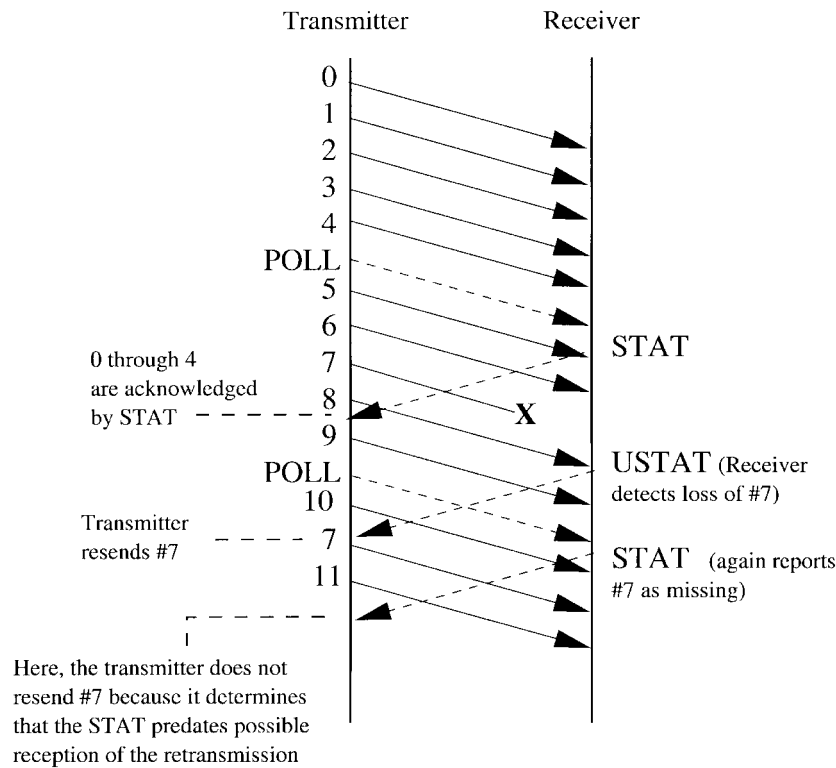 Transmitter
Receiver
0
1
2
3
4
POLL
5
6
7
8
9
POLL
10
7
11
0 through 4
are acknowledged
by STAT
X
STAT
USTAT (Receiver
detects loss of #7)
Transmitter
resends #7
STAT (again reports
#7 as missing)
Here, the transmitter does not
resend #7 because it determines
that the STAT predates possible
reception of the retransmission